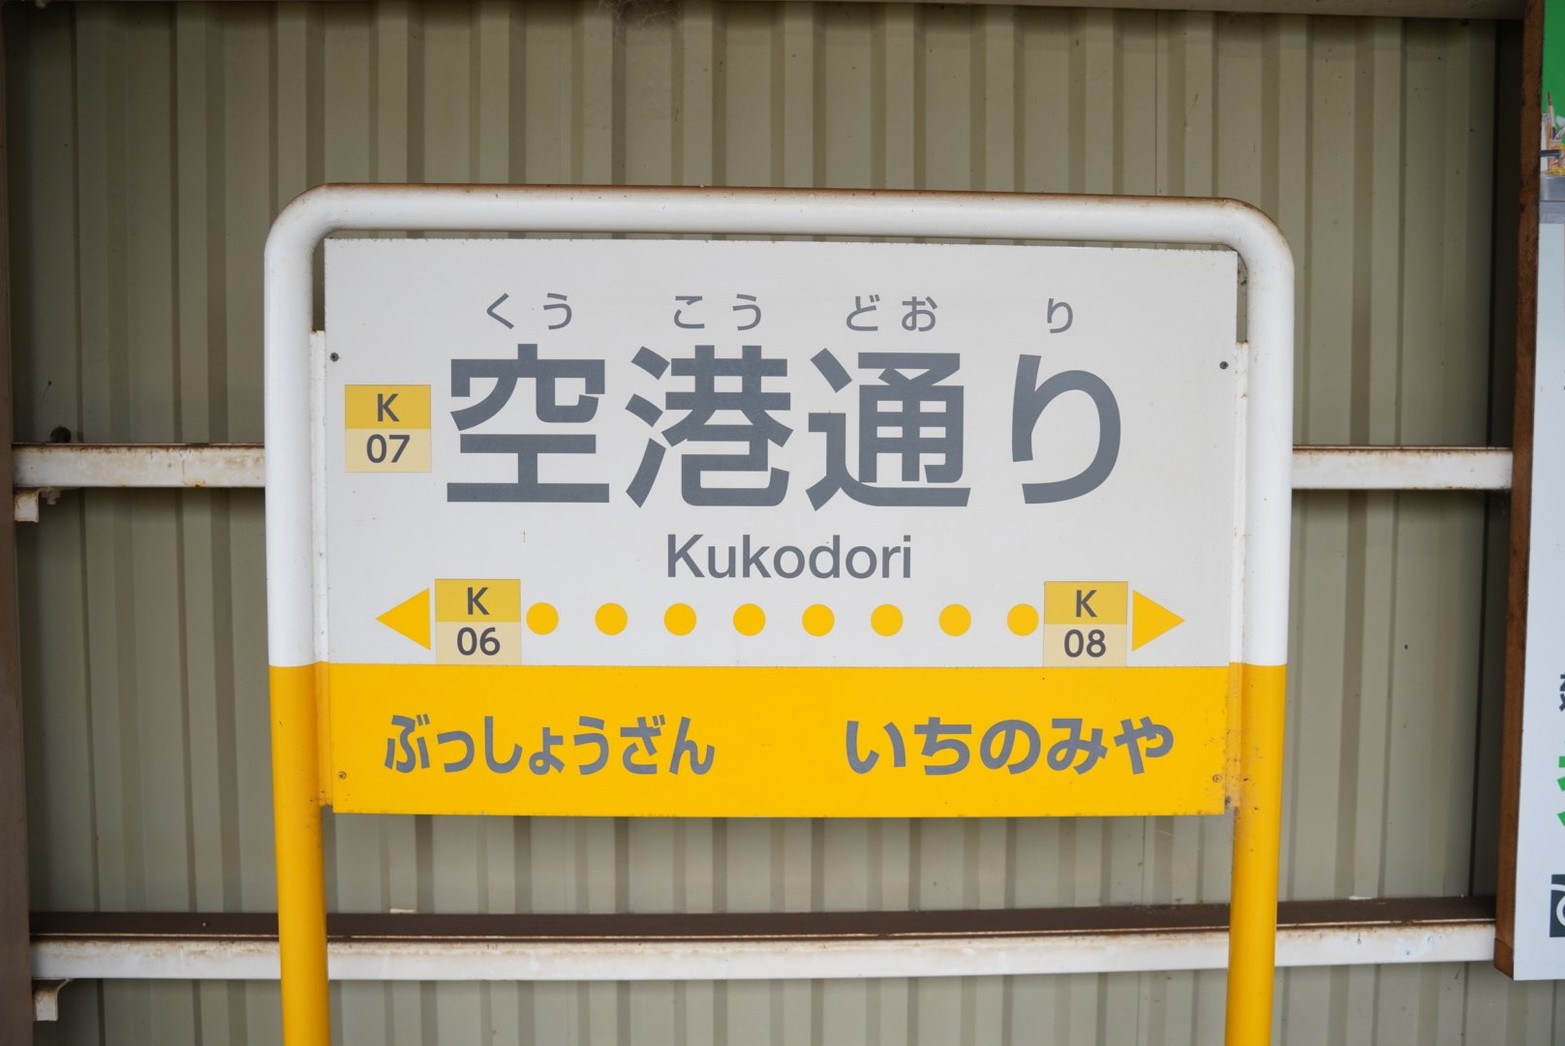 くう こう どお り
K
07
空港通り
Kukodori
K
06
K
08
ぶっしょうざん いちのみや